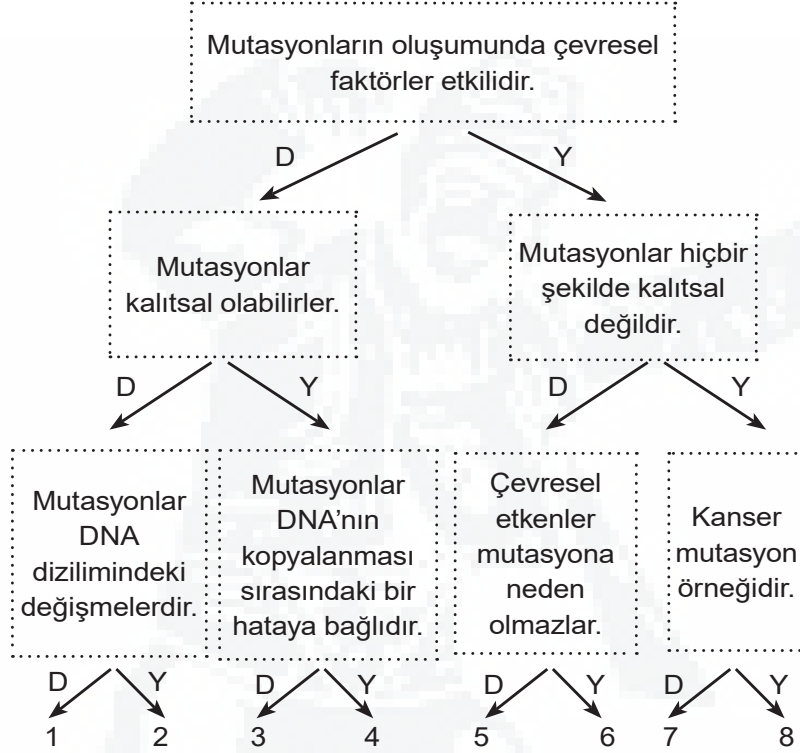 Mutasyonların oluşumunda çevresel
faktörler etkilidir.
D
Y
Mutasyonlar
kalıtsal olabilirler.
Mutasyonlar hiçbir
şekilde kalıtsal
değildir.
D
Y
D
Y
Mutasyonlar
DNA
dizilimindeki
değişmelerdir.
Mutasyonlar
DNA’nın
kopyalanması
sırasındaki bir
hataya bağlıdır.
Çevresel
etkenler
mutasyona
neden
olmazlar.
Kanser
mutasyon
örneğidir.
D
Y
D
Y
D
Y
D
Y
1
2
3
4
5
6
7
8